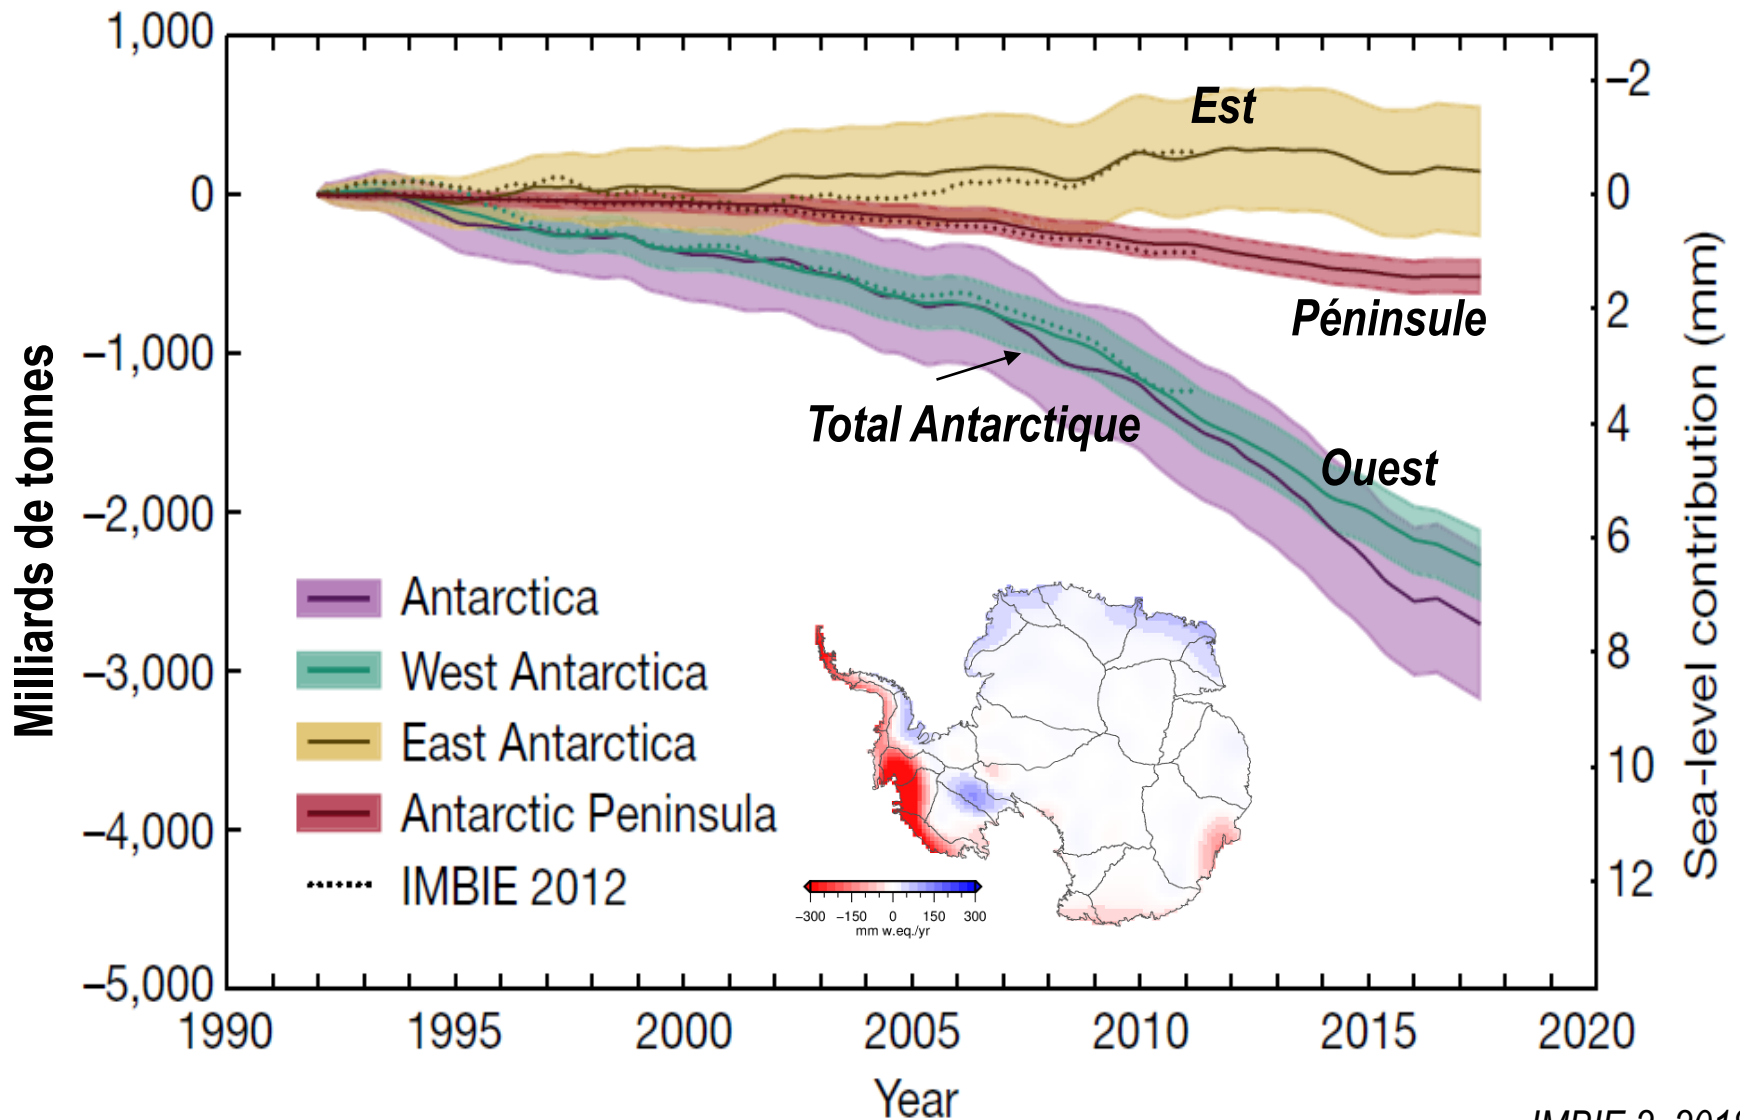 1,000
0
−1,000
−2,000
−3,000
−4,000
−5,000
Milliards de tonnes
−2
0
2
4
6
8
10
12
Sea-level contribution (mm)
Est
Péninsule
Total Antarctique
Ouest
Antarctica
West Antarctica
East Antarctica
Antarctic Peninsula
IMBIE 2012
−300 −150 0 150 300
mm w.eq./yr
1990 1995 2000 2005 2010 2015 2020
Year